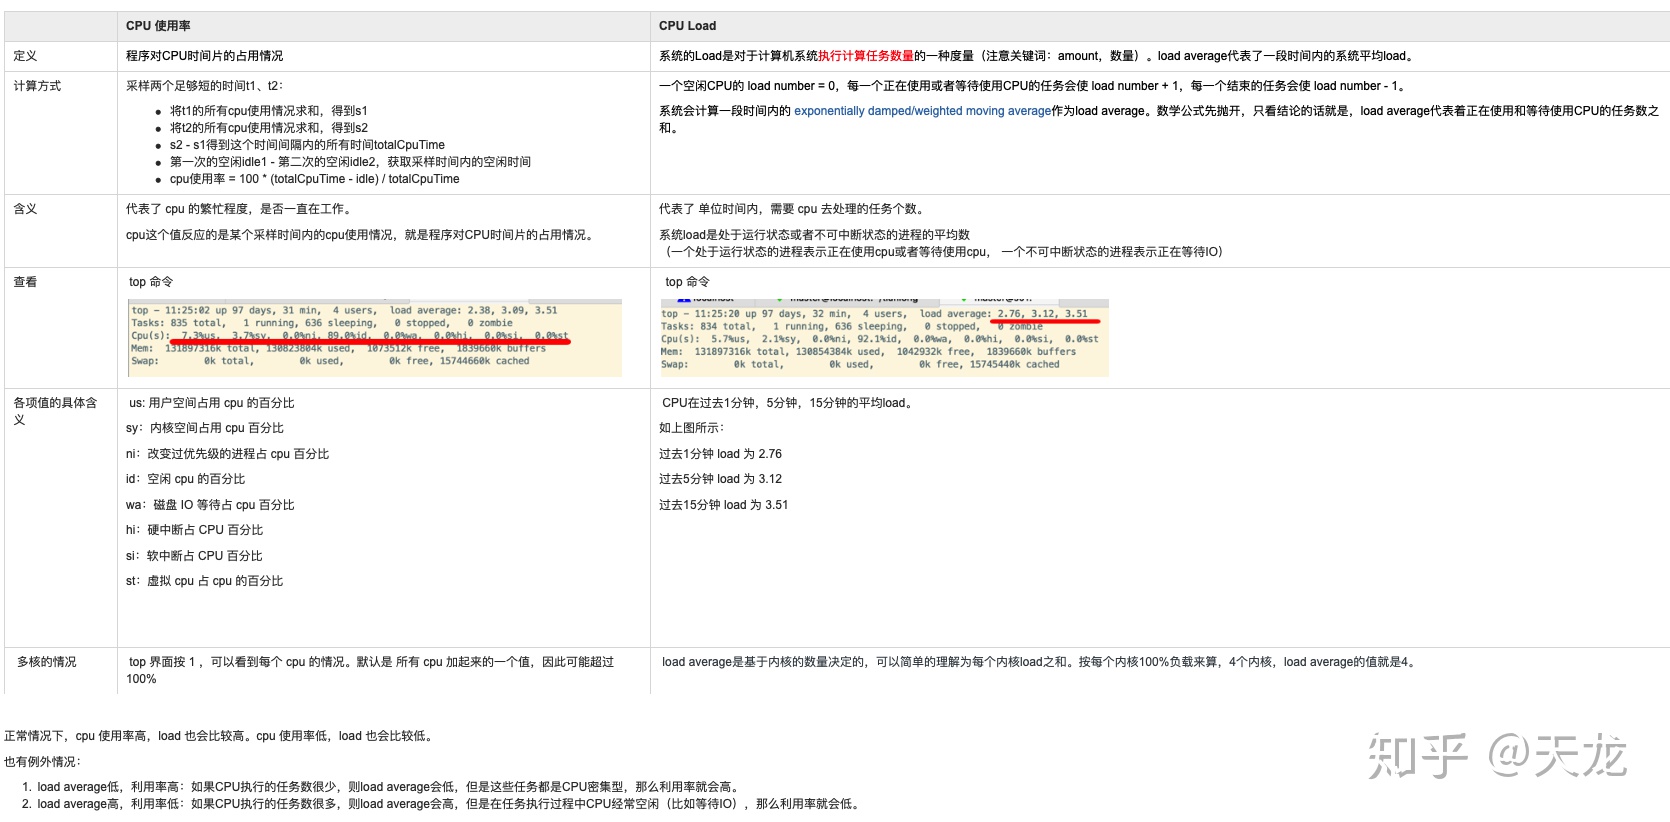 CPU 使用率
CPU Load
定义
程序对CPU时间片的占用情况
系统的Load是对于计算机系统执行计算任务数量的一种度量（注意关键词：amount，数量）。load average代表了一段时间内的系统平均load。
计算方式
采样两个足够短的时间t1、t2：
将t1的所有cpu使用情况求和，得到s1
将t2的所有cpu使用情况求和，得到s2
s2 - s1得到这个时间间隔内的所有时间totalCpuTime
第一次的空闲idle1 - 第二次的空闲idle2，获取采样时间内的空闲时间
cpu使用率 = 100 * (totalCpuTime - idle) / totalCpuTime
一个空闲CPU的 load number = 0，每一个正在使用或者等待使用CPU的任务会使 load number + 1，每一个结束的任务会使 load number - 1。
系统会计算一段时间内的 exponentially damped/weighted moving average作为load average。数学公式先抛开，只看结论的话就是，load average代表着正在使用和等待使用CPU的任务数之
和。
含义
代表了 cpu 的繁忙程度，是否一直在工作。
cpu这个值反应的是某个采样时间内的cpu使用情况，就是程序对CPU时间片的占用情况。
代表了 单位时间内，需要 cpu 去处理的任务个数。
系统load是处于运行状态或者不可中断状态的进程的平均数
（一个处于运行状态的进程表示正在使用cpu或者等待使用cpu， 一个不可中断状态的进程表示正在等待IO）
查看
top 命令
top - 11:25:02 up 97 days, 31 min, 4 users, load average: 2.38, 3.09, 3.51
Tasks: 835 total, 1 running, 636 sleeping, 0 stopped, 0 zombie
Cpu(s): 7.3%us, 3.7%sy, 0.0%ni, 89.0%id, 0.0%wa, 0.0%hi, 0.0%si, 0.0%st
Mem: 131897316k total, 130823804k used, 1073512k free, 1839660k buffers
Swap: 0k total, 0k used, 0k free, 15744660k cached
top 命令
top - 11:25:20 up 97 days, 32 min, 4 users, load average: 2.76, 3.12, 3.51
Tasks: 834 total, 1 running, 636 sleeping, 0 stopped, 0 zombie
Cpu(s): 5.7%us, 2.1%sy, 0.0%ni, 92.1%id, 0.0%wa, 0.0%hi, 0.0%si, 0.0%st
Mem: 131897316k total, 130854384k used, 1042932k free, 1839660k buffers
Swap: 0k total, 0k used, 0k free, 15745440k cached
各项值的具体含
义
us: 用户空间占用 cpu 的百分比
sy：内核空间占用 cpu 百分比
ni：改变过优先级的进程占 cpu 百分比
id：空闲 cpu 的百分比
wa：磁盘 IO 等待占 cpu 百分比
hi：硬中断占 CPU 百分比
si：软中断占 CPU 百分比
st：虚拟 cpu 占 cpu 的百分比
CPU在过去1分钟，5分钟，15分钟的平均load。
如上图所示：
过去1分钟 load 为 2.76
过去5分钟 load 为 3.12
过去15分钟 load 为 3.51
多核的情况
top 界面按 1 ，可以看到每个 cpu 的情况。默认是 所有 cpu 加起来的一个值，因此可能超过
100%
load average是基于内核的数量决定的，可以简单的理解为每个内核load之和。按每个内核100%负载来算，4个内核，load average的值就是4。
正常情况下，cpu 使用率高，load 也会比较高。cpu 使用率低，load 也会比较低。
也有例外情况：
1. load average低，利用率高：如果CPU执行的任务数很少，则load average会低，但是这些任务都是CPU密集型，那么利用率就会高。
2. load average高，利用率低：如果CPU执行的任务数很多，则load average会高，但是在任务执行过程中CPU经常空闲（比如等待IO），那么利用率就会低。
知乎 @天龙